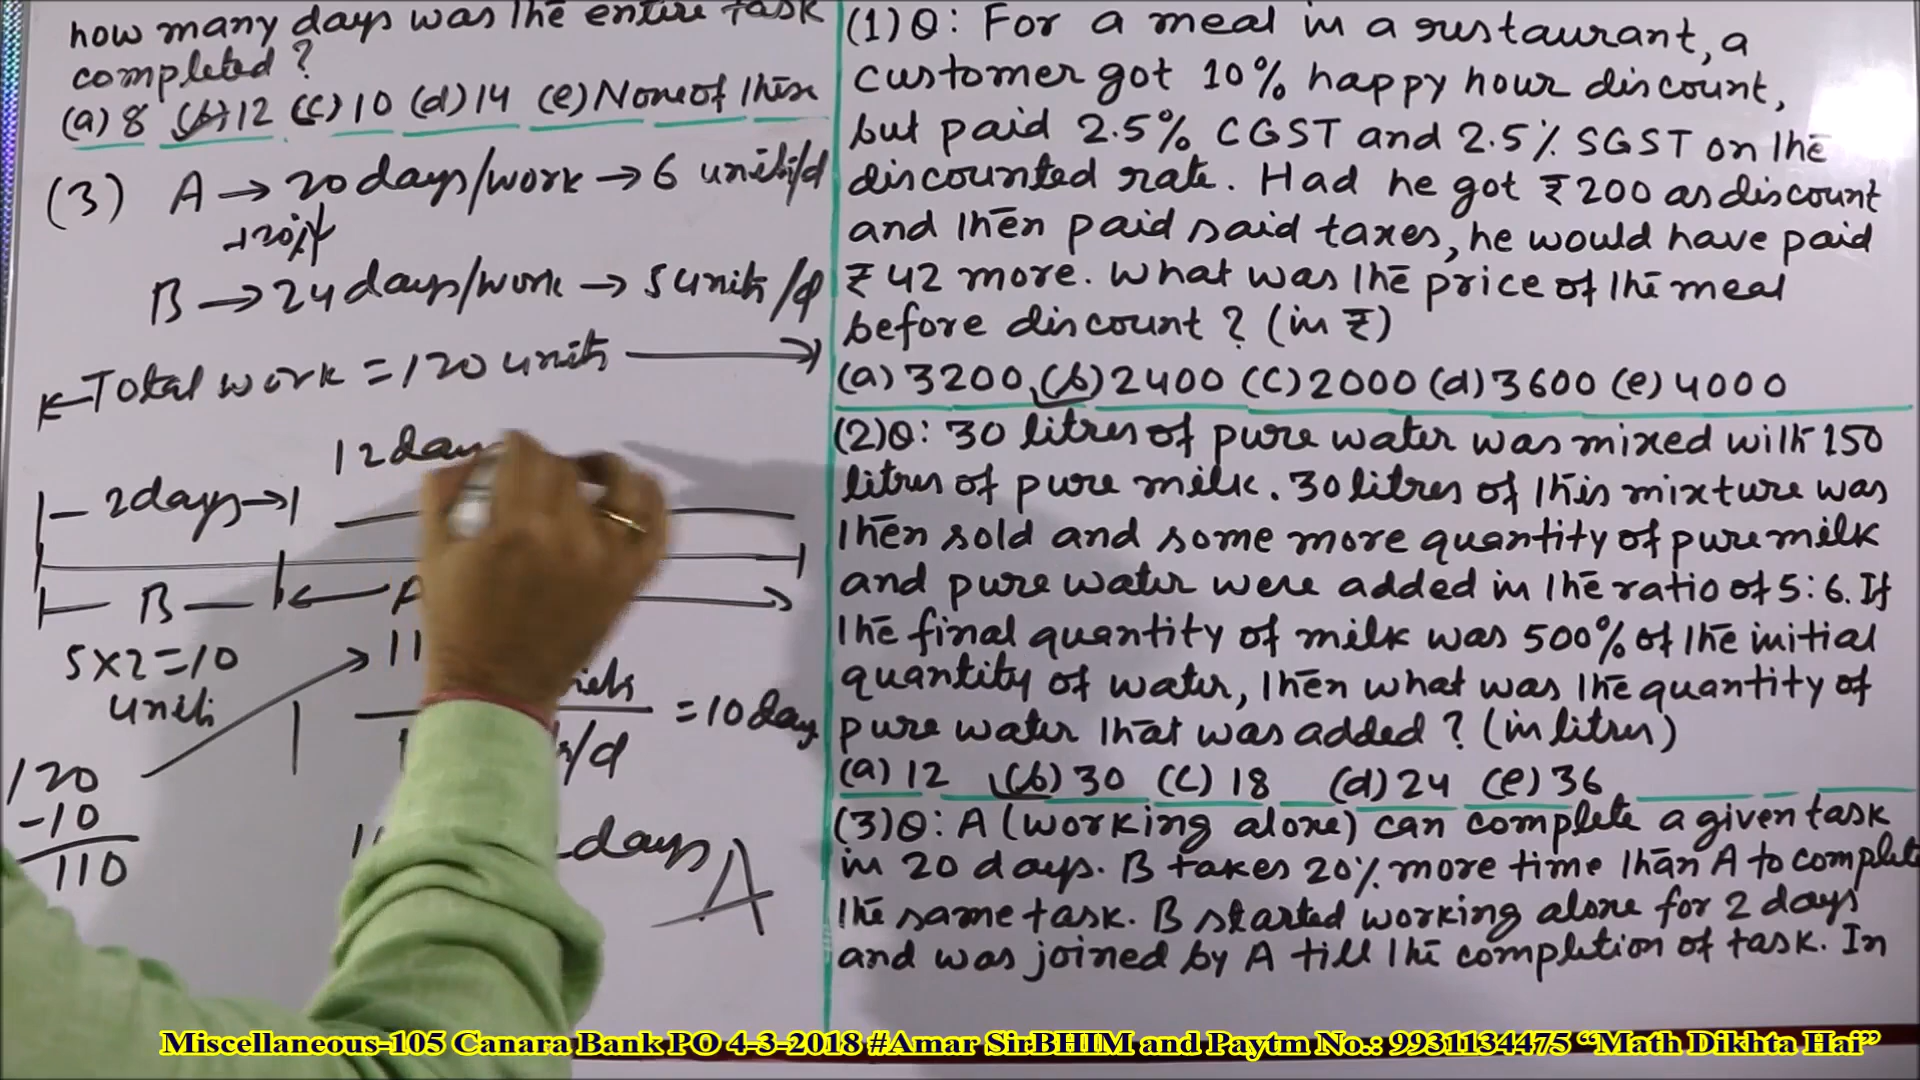 how many days was the entire task
completed?
(a) 8 (b) 12 (c) 10 (d) 14 (e) None of these
(3) A → 20 days/work → 6 units/d
+20%
B → 24 days/work → 5 units/d
Total work = 120 units
12 days
2 days
B
5×2=10
units
= 10 days
120
-10
110
days
A
(1)Q: For a meal in a restaurant, a
customer got 10% happy hour discount,
but paid 2.5% CGST and 2.5% SGST on the
discounted rate. Had he got ₹200 as discount
and then paid said taxes, he would have paid
₹42 more. What was the price of the meal
before discount? (in ₹)
(a) 3200 (b) 2400 (c) 2000 (d) 3600 (e) 4000
(2)Q: 30 litres of pure water was mixed with 150
litres of pure milk. 30 litres of this mixture was
then sold and some more quantity of pure milk
and pure water were added in the ratio of 5:6. If
the final quantity of milk was 500% of the initial
quantity of water, then what was the quantity of
pure water that was added? (in litres)
(a) 12 (b) 30 (c) 18 (d) 24 (e) 36
(3)Q: A (working alone) can complete a given task
in 20 days. B takes 20% more time than A to complete
the same task. B started working alone for 2 days
and was joined by A till the completion of task. In
Miscellaneous-105 Canara Bank PO 4-3-2018 #Amar Sir.BHIM and Paytm No.: 9931134475 “Math Dikhta Hai”